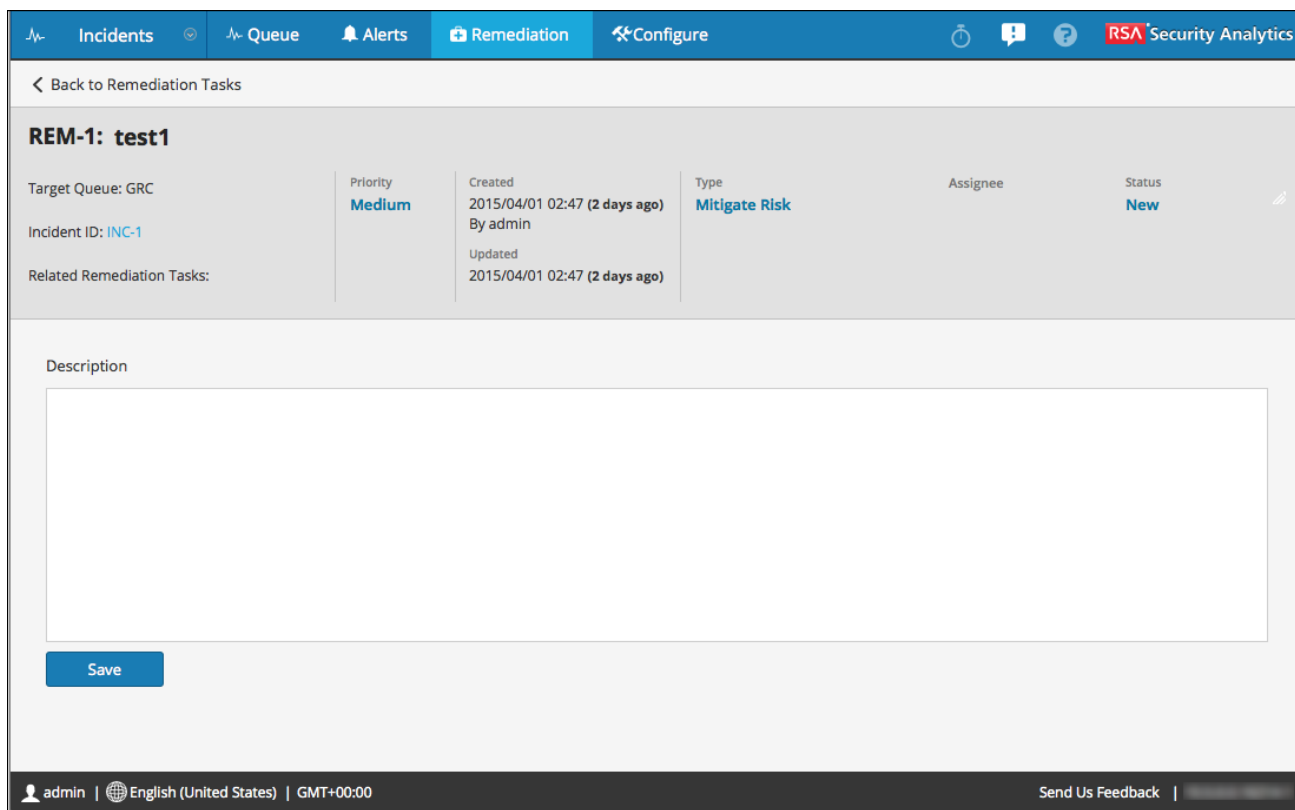 Incidents Queue Alerts Remediation Configure RSA Security Analytics
Back to Remediation Tasks
REM-1: test1
Target Queue: GRC
Incident ID: INC-1
Related Remediation Tasks:
Priority
Medium
Created
2015/04/01 02:47 (2 days ago)
By admin
Updated
2015/04/01 02:47 (2 days ago)
Type
Mitigate Risk
Assignee
Status
New
Description
Save
admin | English (United States) | GMT+00:00 Send Us Feedback |